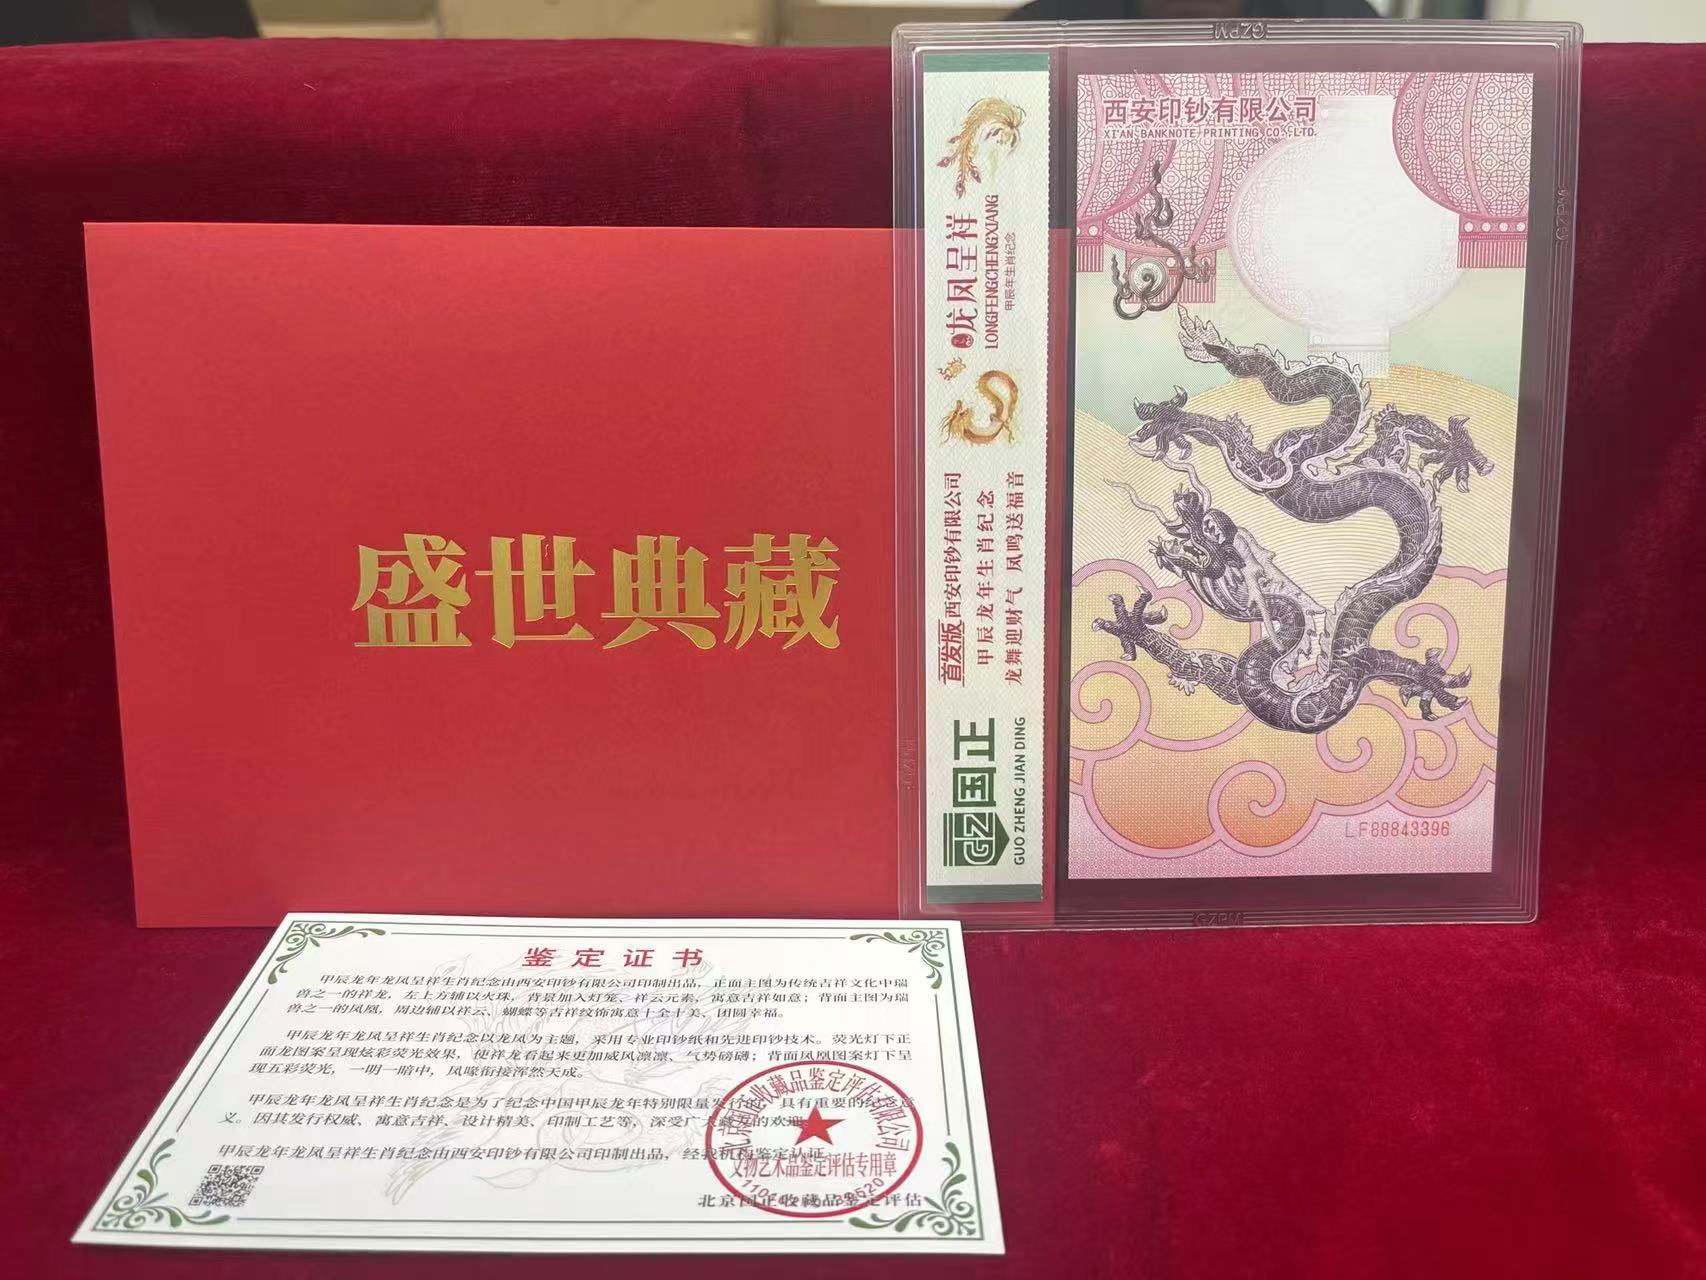 盛世典藏
GZPM
龙凤呈祥
LONGFENGCHENGXIANG
甲辰年生肖纪念
首发版 西安印钞有限公司
甲辰龙年生肖纪念
龙舞迎财气 凤鸣送福音
GZ 国正
GUO ZHENG JIAN DING
西安印钞有限公司
XI'AN BANKNOTE PRINTING CO.,LTD.
LF88843396
GZPM
GZPM
鉴定证书
甲辰龙年龙凤呈祥生肖纪念由西安印钞有限公司印制出品，正面主图为传统吉祥文化中瑞
兽之一的祥龙，左上方辅以火珠，背景加入灯笼、祥云元素，寓意吉祥如意；背面主图为瑞
兽之一的凤凰，周边辅以祥云、蝴蝶等吉祥纹饰寓意十全十美、团圆幸福。
甲辰龙年龙凤呈祥生肖纪念以龙凤为主题，采用专业印钞纸和先进印钞技术。荧光灯下正
面龙图案呈现炫彩荧光效果，使祥龙看起来更加威风凛凛、气势磅礴；背面凤凰图案灯下呈
现五彩荧光，一明一暗中，凤喙衔接浑然天成。
甲辰龙年龙凤呈祥生肖纪念是为了纪念中国甲辰龙年特别限量发行的，具有重要的纪念意
义。因其发行权威、寓意吉祥、设计精美、印制工艺等，深受广大藏友的欢迎。
甲辰龙年龙凤呈祥生肖纪念由西安印钞有限公司印制出品，经我机构鉴定认证。
北京国正收藏品鉴定评估有限公司
文物艺术品鉴定评估专用章
北京国正收藏品鉴定评估